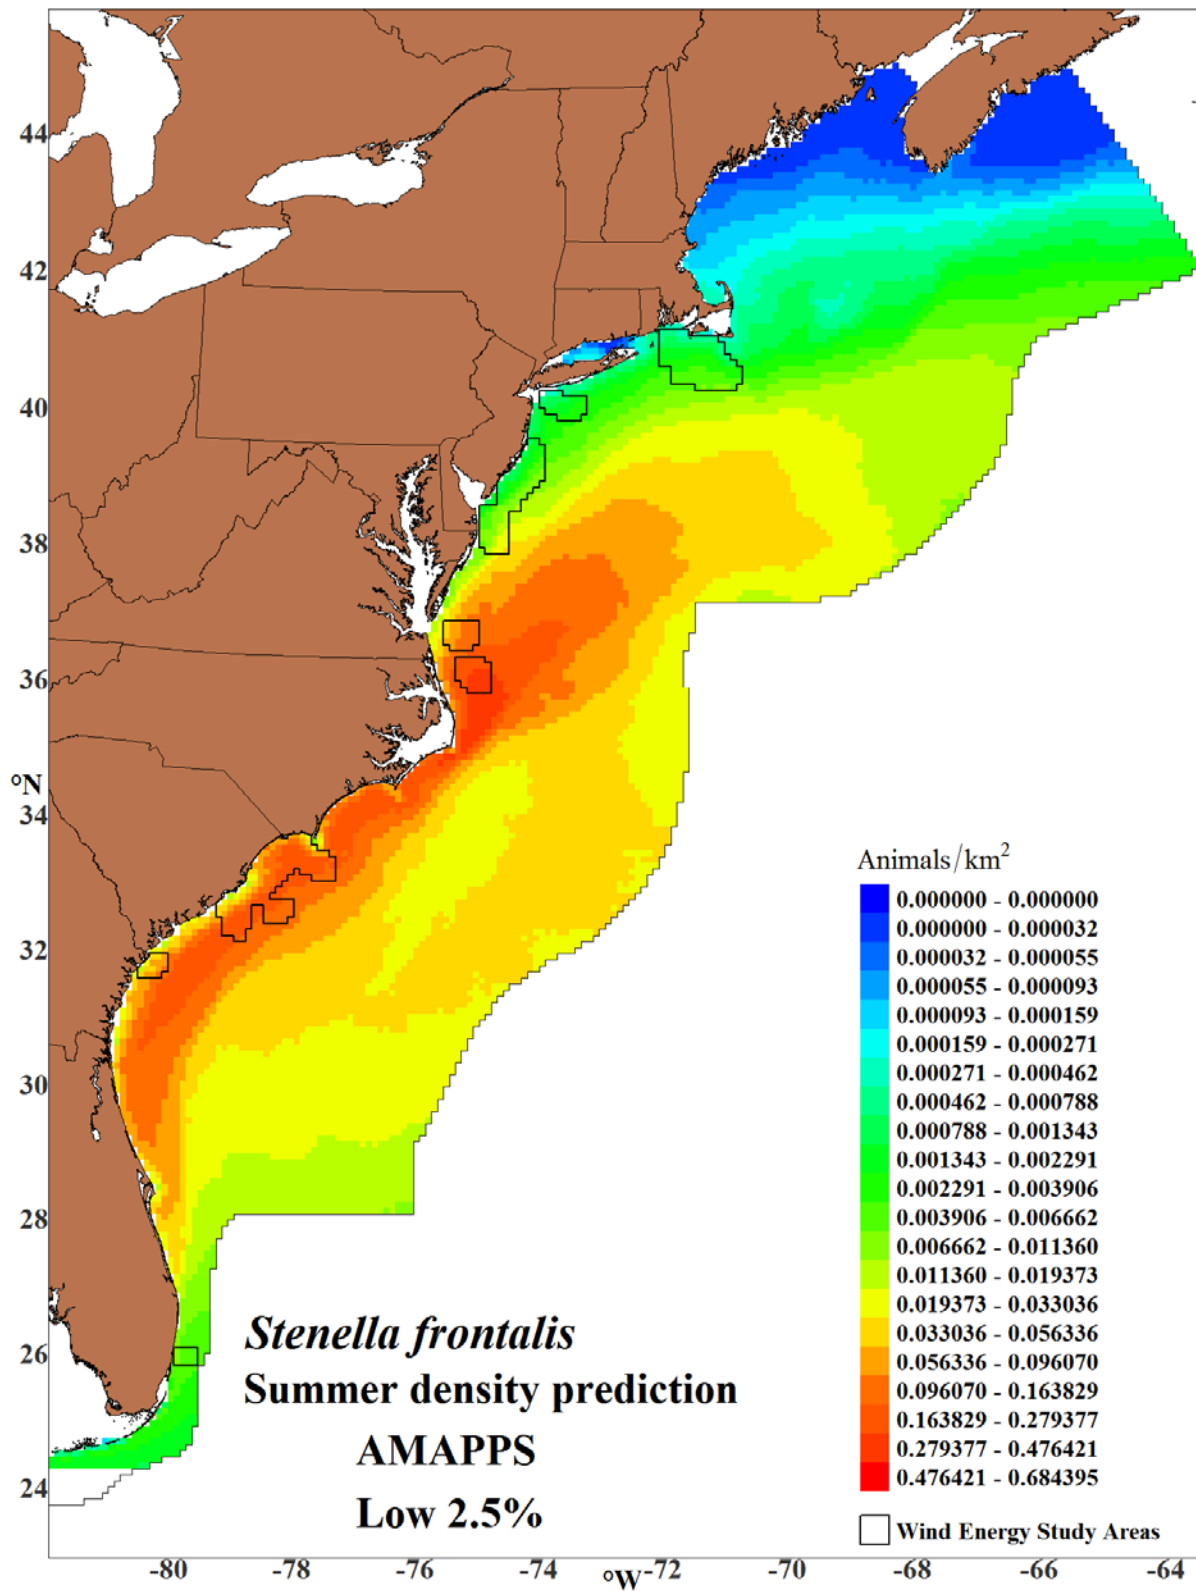 44
42
40
38
36
°N
34
32
30
28
26
24
Animals/km²
0.000000 - 0.000000
0.000000 - 0.000032
0.000032 - 0.000055
0.000055 - 0.000093
0.000093 - 0.000159
0.000159 - 0.000271
0.000271 - 0.000462
0.000462 - 0.000788
0.000788 - 0.001343
0.001343 - 0.002291
0.002291 - 0.003906
0.003906 - 0.006662
0.006662 - 0.011360
0.011360 - 0.019373
0.019373 - 0.033036
0.033036 - 0.056336
0.056336 - 0.096070
0.096070 - 0.163829
0.163829 - 0.279377
0.279377 - 0.476421
0.476421 - 0.684395
Wind Energy Study Areas
Stenella frontalis
Summer density prediction
AMAPPS
Low 2.5%
-80 -78 -76 -74 °W -72 -70 -68 -66 -64